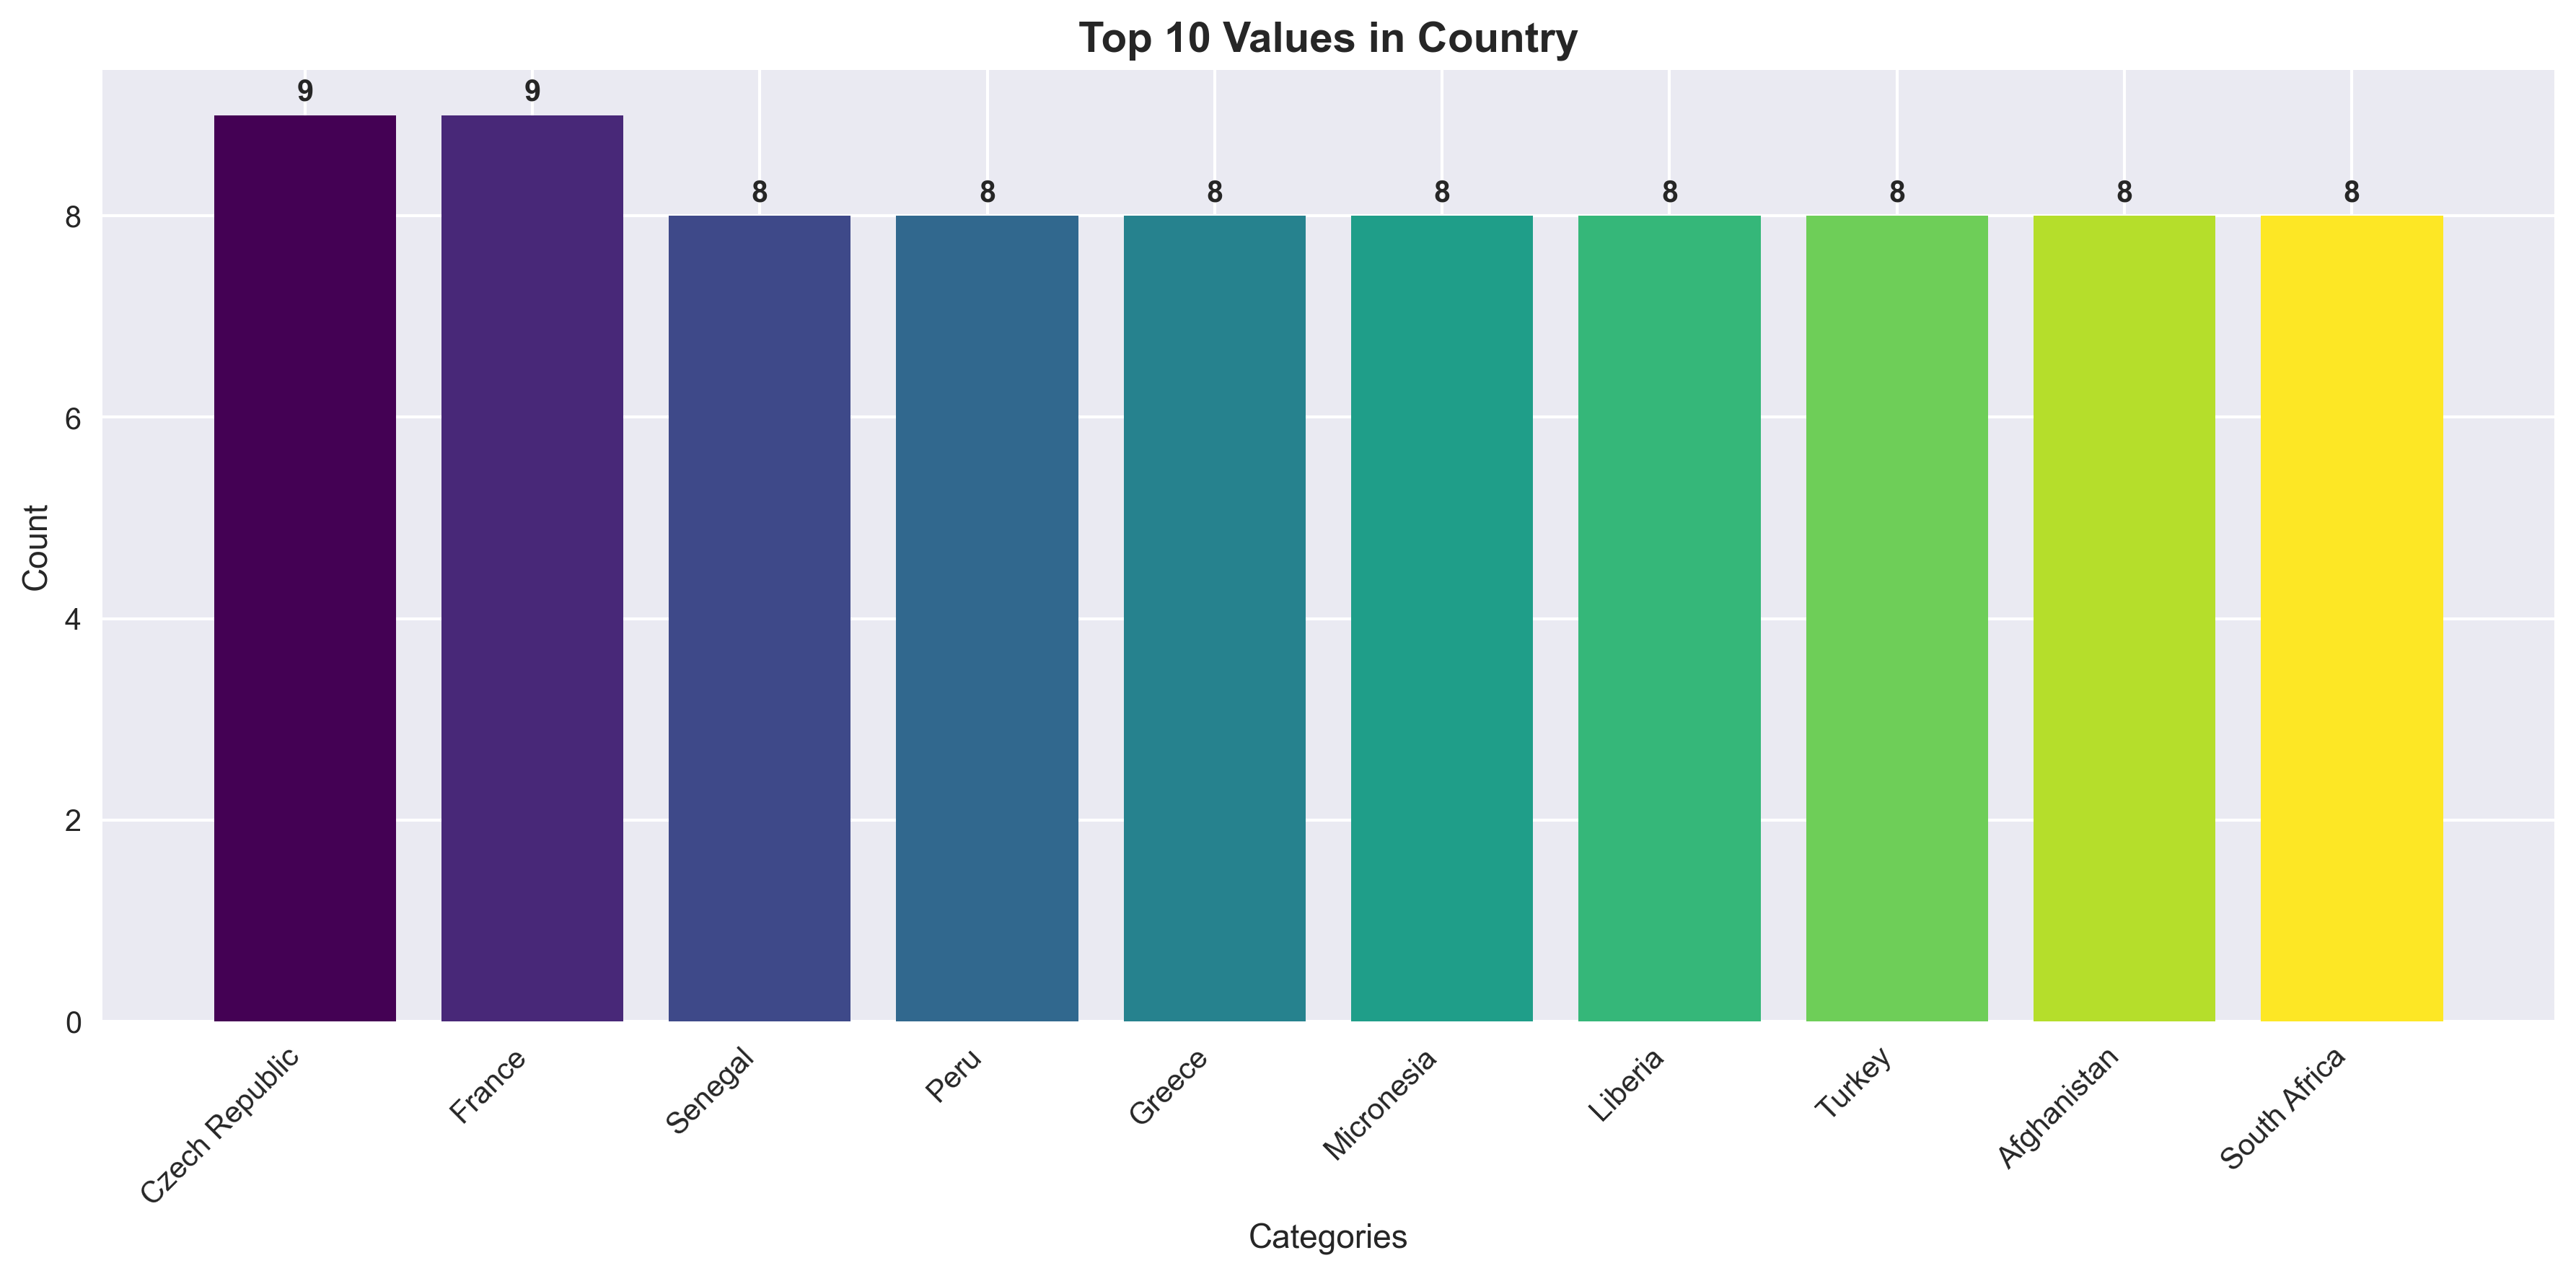 Top 10 Values in Country
9 9 8 8 8 8 8 8 8 8
8
6
4
2
0
Count
Czech Republic
France
Senegal
Peru
Greece
Micronesia
Liberia
Turkey
Afghanistan
South Africa
Categories